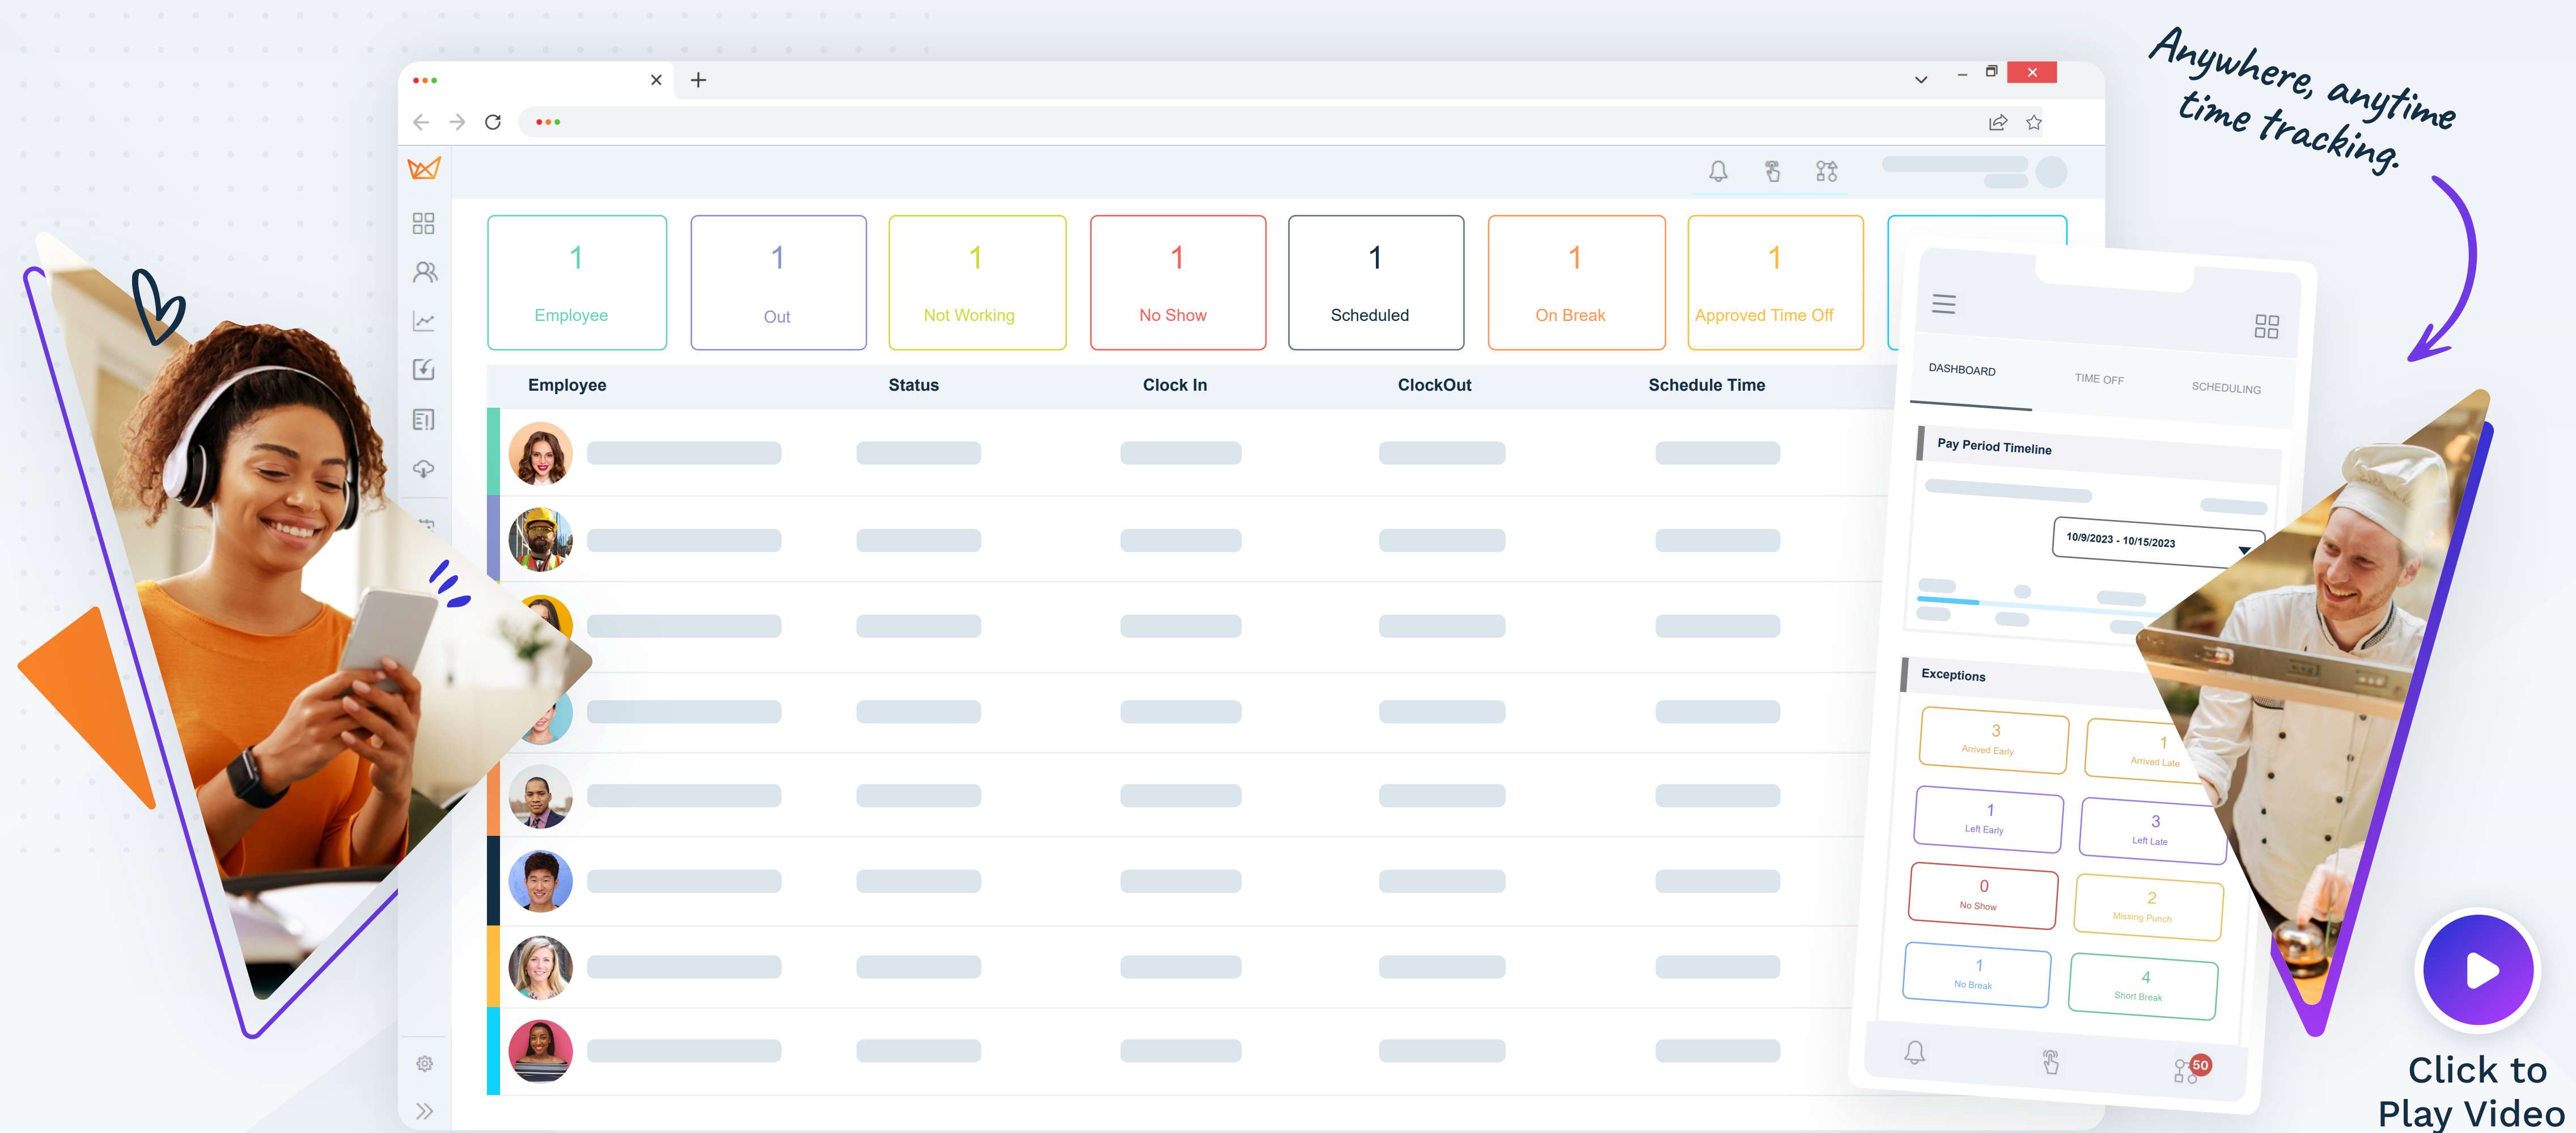 Anywhere, anytime
time tracking.
1
Employee
1
Out
1
Not Working
1
No Show
1
Scheduled
1
On Break
1
Approved Time Off
Employee
Status
Clock In
ClockOut
Schedule Time
DASHBOARD
TIME OFF
SCHEDULING
Pay Period Timeline
10/9/2023 - 10/15/2023
Exceptions
3
Arrived Early
1
Arrived Late
1
Left Early
3
Left Late
0
No Show
2
Missing Punch
1
No Break
4
Short Break
50
Click to
Play Video